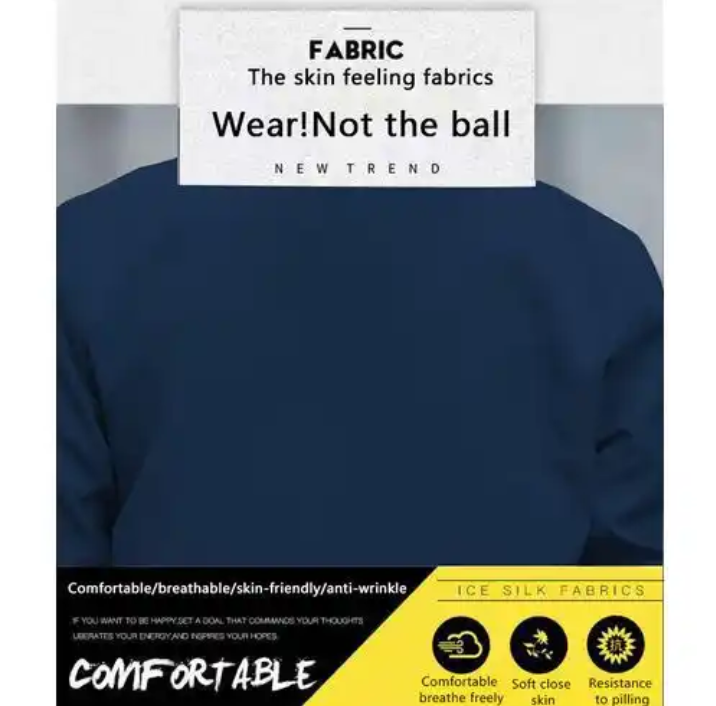 FABRIC
The skin feeling fabrics
Wear!Not the ball
NEW TREND
Comfortable/breathable/skin-friendly/anti-wrinkle
ICE SILK FABRICS
IF YOU WANT TO BE HAPPY,SET A GOAL THAT COMMANDS YOUR THOUGHTS
LIBERATES YOUR ENERGY,AND INSPIRES YOUR HOPES.
COMFORTABLE
抗
Comfortable
breathe freely
Soft close
skin
Resistance
to pilling